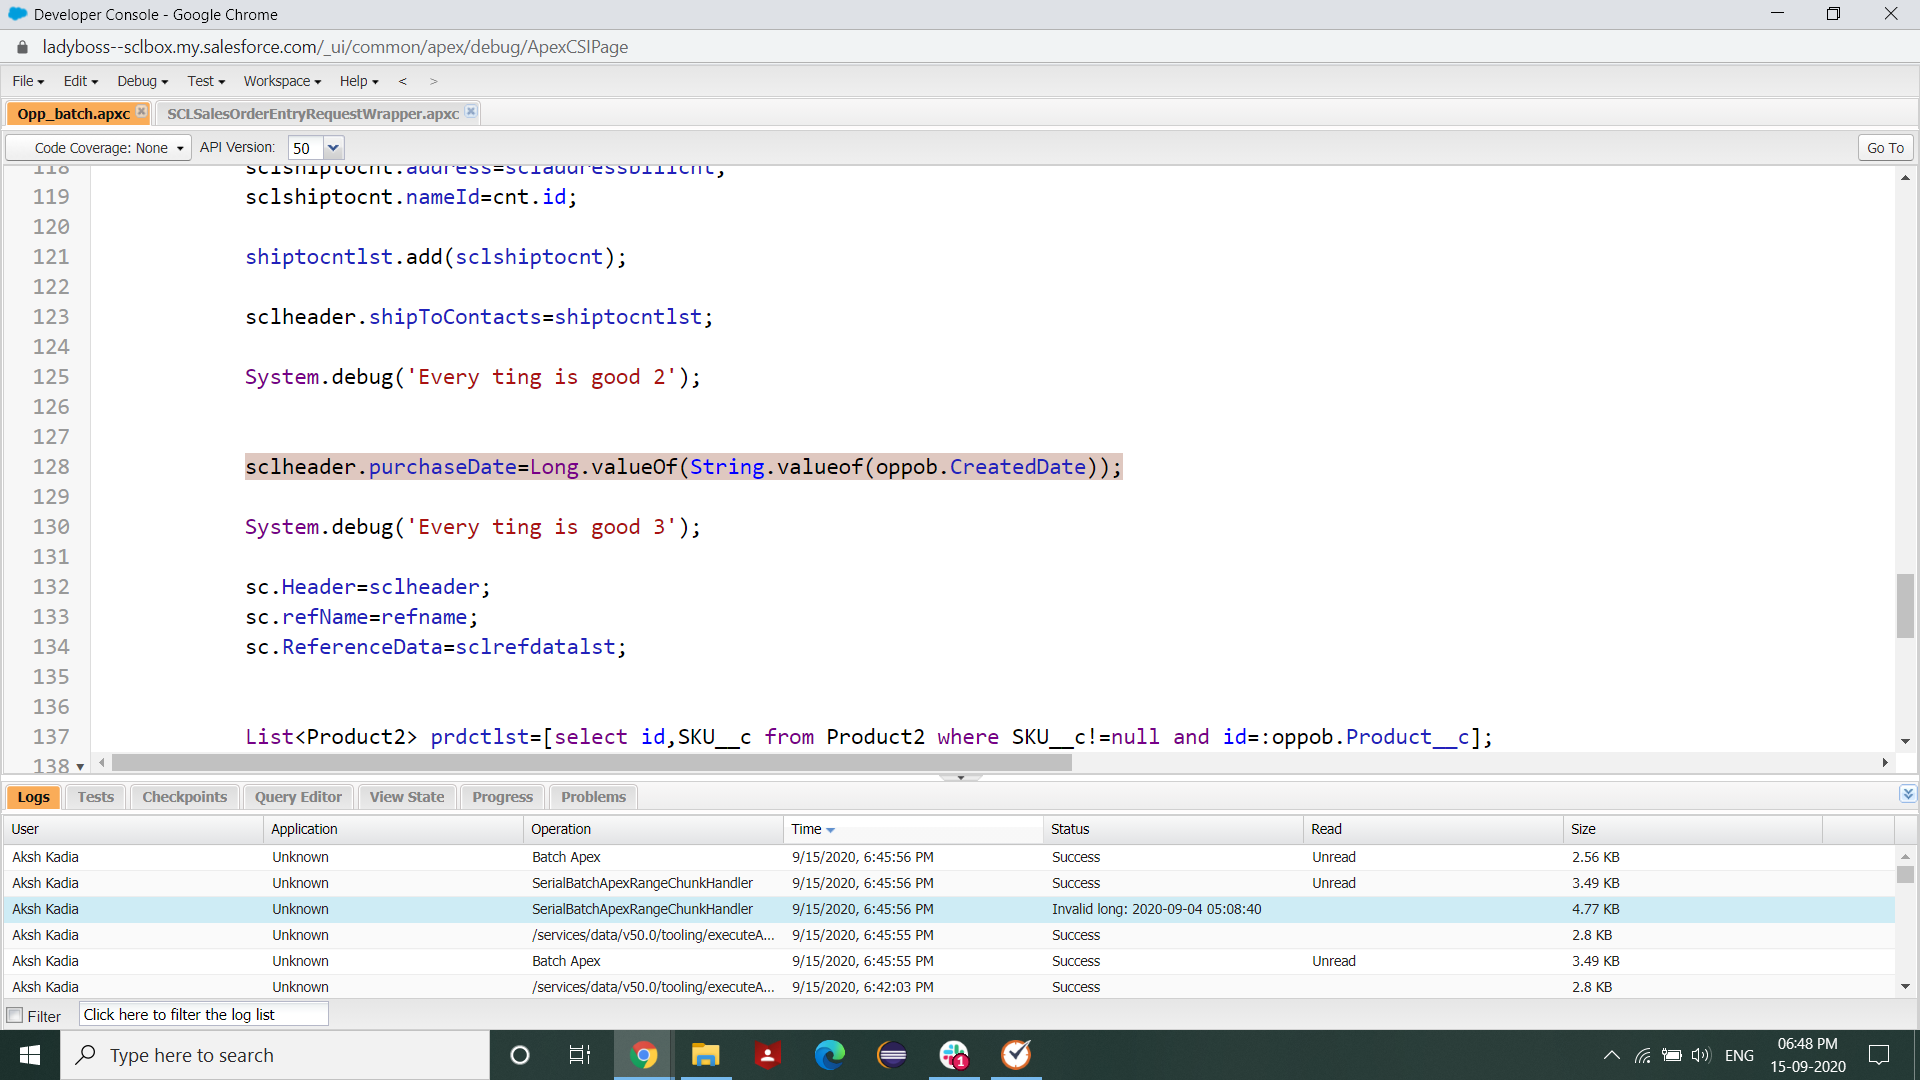 Developer Console - Google Chrome
ladyboss--sclbox.my.salesforce.com/_ui/common/apex/debug/ApexCSIPage
File Edit Debug Test Workspace Help < >
Opp_batch.apxc SCLSalesOrderEntryRequestWrapper.apxc
Code Coverage: None API Version: 50 Go To
118 sclshiptocnt.address=scladdressbillcnt;
119 sclshiptocnt.nameId=cnt.id;
120
121 shiptocntlst.add(sclshiptocnt);
122
123 sclheader.shipToContacts=shiptocntlst;
124
125 System.debug('Every ting is good 2');
126
127
128 sclheader.purchaseDate=Long.valueOf(String.valueof(oppob.CreatedDate));
129
130 System.debug('Every ting is good 3');
131
132 sc.Header=sclheader;
133 sc.refName=refname;
134 sc.ReferenceData=sclrefdatalst;
135
136
137 List<Product2> prdctlst=[select id,SKU__c from Product2 where SKU__c!=null and id=:oppob.Product__c];
138
Logs Tests Checkpoints Query Editor View State Progress Problems
User Application Operation Time Status Read Size
Aksh Kadia Unknown Batch Apex 9/15/2020, 6:45:56 PM Success Unread 2.56 KB
Aksh Kadia Unknown SerialBatchApexRangeChunkHandler 9/15/2020, 6:45:56 PM Success Unread 3.49 KB
Aksh Kadia Unknown SerialBatchApexRangeChunkHandler 9/15/2020, 6:45:56 PM Invalid long: 2020-09-04 05:08:40 4.77 KB
Aksh Kadia Unknown /services/data/v50.0/tooling/executeA... 9/15/2020, 6:45:55 PM Success 2.8 KB
Aksh Kadia Unknown Batch Apex 9/15/2020, 6:45:55 PM Success Unread 3.49 KB
Aksh Kadia Unknown /services/data/v50.0/tooling/executeA... 9/15/2020, 6:42:03 PM Success 2.8 KB
Filter Click here to filter the log list
Type here to search 1 ENG 06:48 PM
15-09-2020